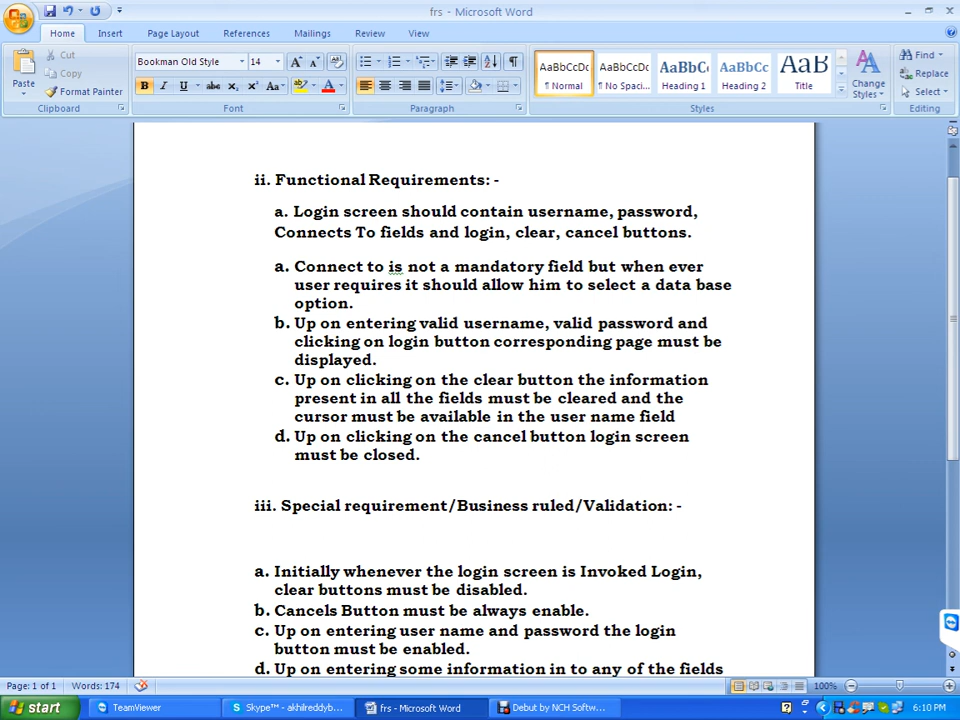 frs - Microsoft Word
Home Insert Page Layout References Mailings Review View
Paste
Cut
Copy
Format Painter
Clipboard
Bookman Old Style 14
B I U abc x₂ x² Aa A
Font
Paragraph
AaBbCcDc AaBbCcDc AaBbC AaBbCc AaB
¶ Normal ¶ No Spaci... Heading 1 Heading 2 Title
Change Styles
Styles
Find
Replace
Select
Editing
ii. Functional Requirements: -
a. Login screen should contain username, password,
Connects To fields and login, clear, cancel buttons.
a. Connect to is not a mandatory field but when ever
user requires it should allow him to select a data base
option.
b. Up on entering valid username, valid password and
clicking on login button corresponding page must be
displayed.
c. Up on clicking on the clear button the information
present in all the fields must be cleared and the
cursor must be available in the user name field
d. Up on clicking on the cancel button login screen
must be closed.
iii. Special requirement/Business ruled/Validation: -
a. Initially whenever the login screen is Invoked Login,
clear buttons must be disabled.
b. Cancels Button must be always enable.
c. Up on entering user name and password the login
button must be enabled.
d. Up on entering some information in to any of the fields
Page: 1 of 1 Words: 174 100%
start TeamViewer Skype™ - akhilreddyb... frs - Microsoft Word Debut by NCH Softw... 6:10 PM